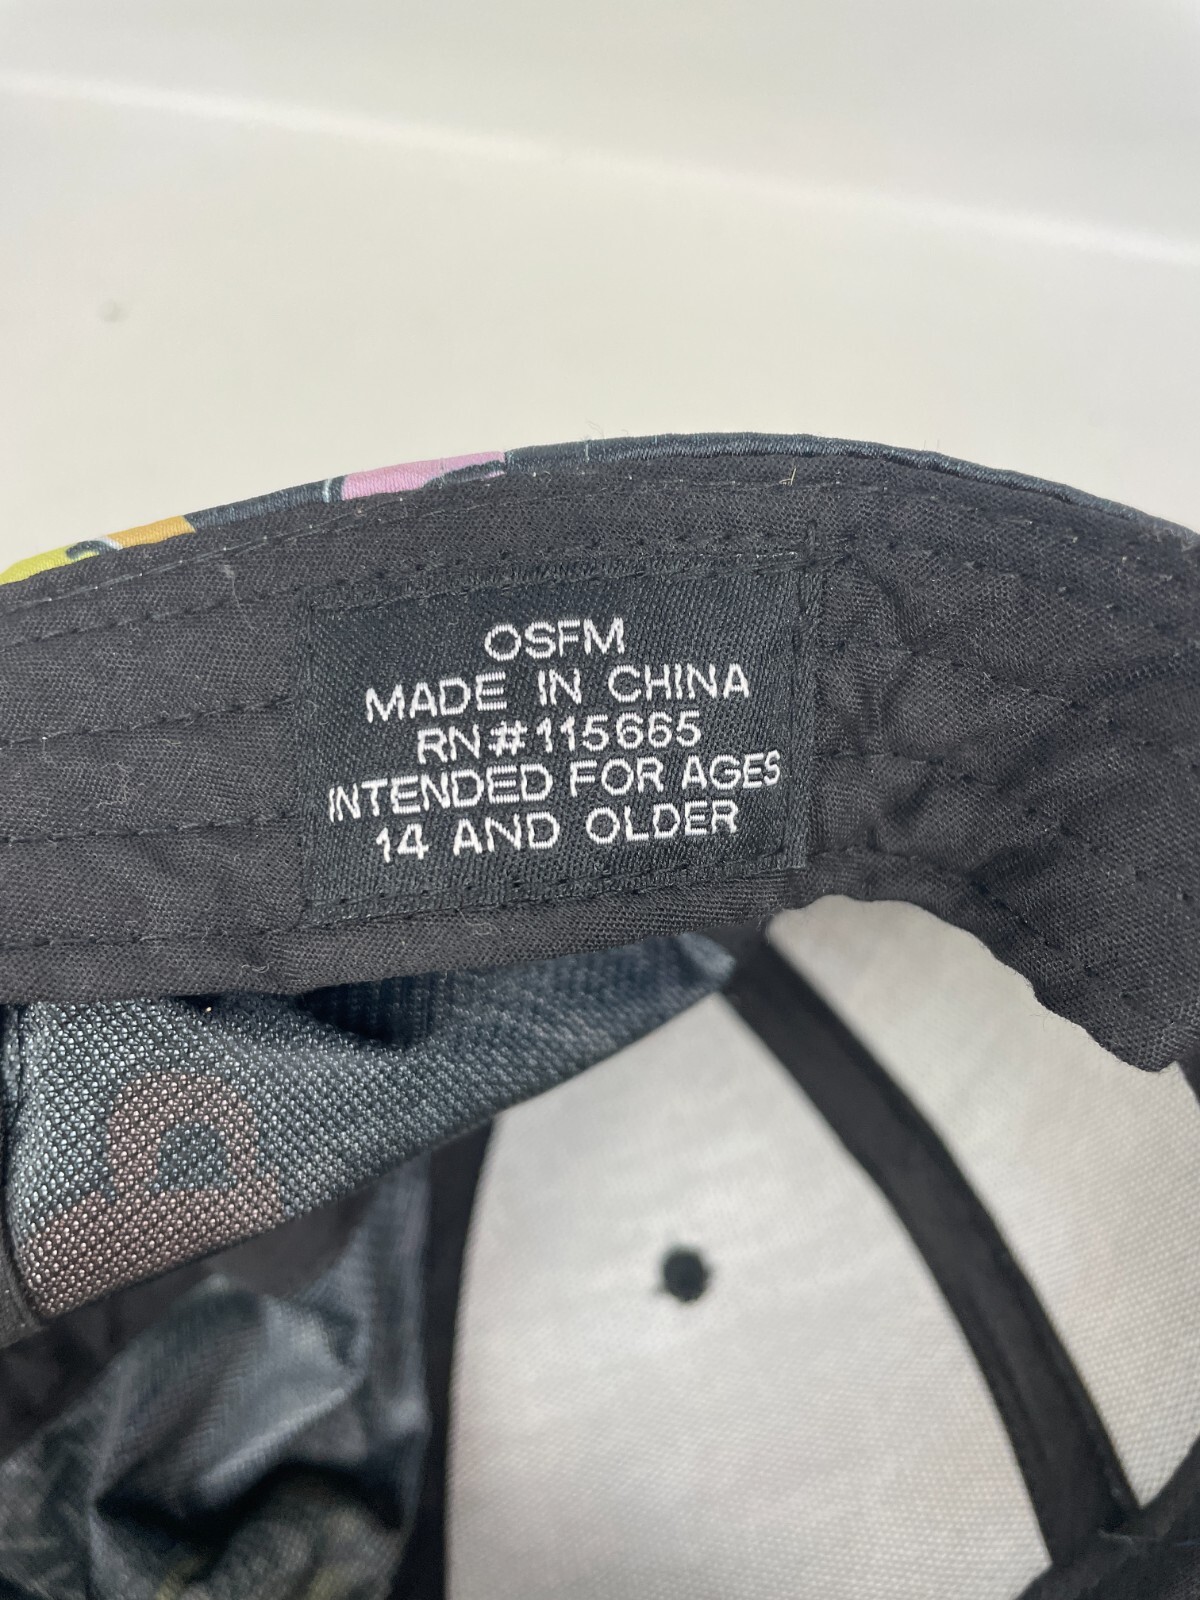 OSFM
MADE IN CHINA
RN#115665
INTENDED FOR AGES
14 AND OLDER